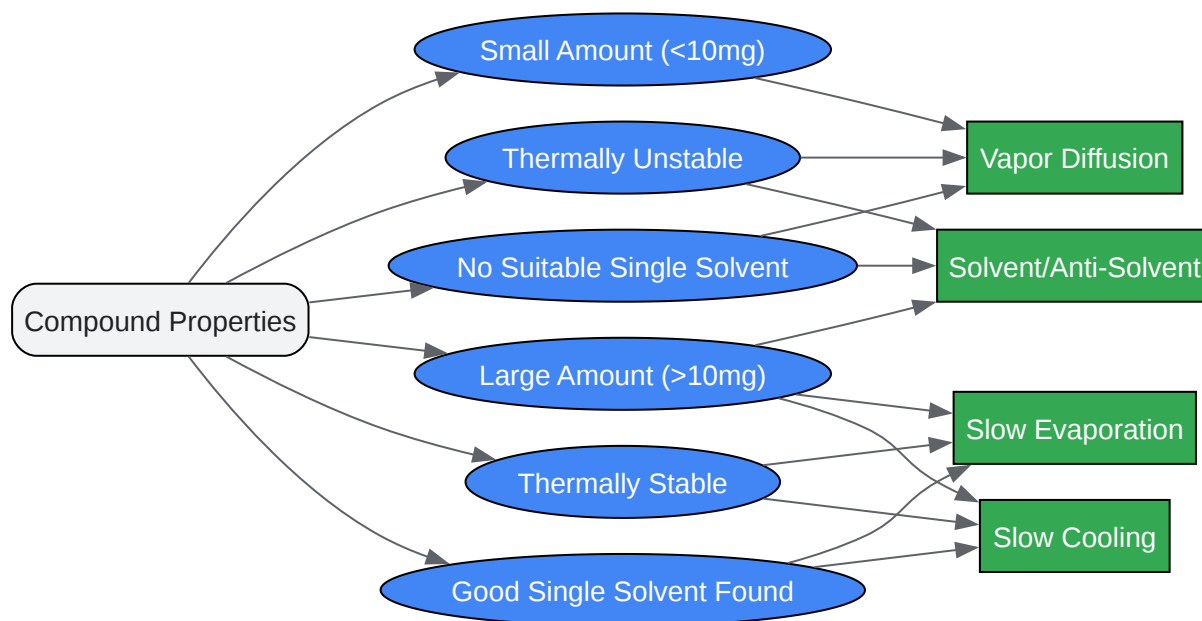 Small Amount (<10mg)
Thermally Unstable
Vapor Diffusion
No Suitable Single Solvent
Solvent/Anti-Solvent
Compound Properties
Large Amount (>10mg)
Slow Evaporation
Thermally Stable
Slow Cooling
Good Single Solvent Found